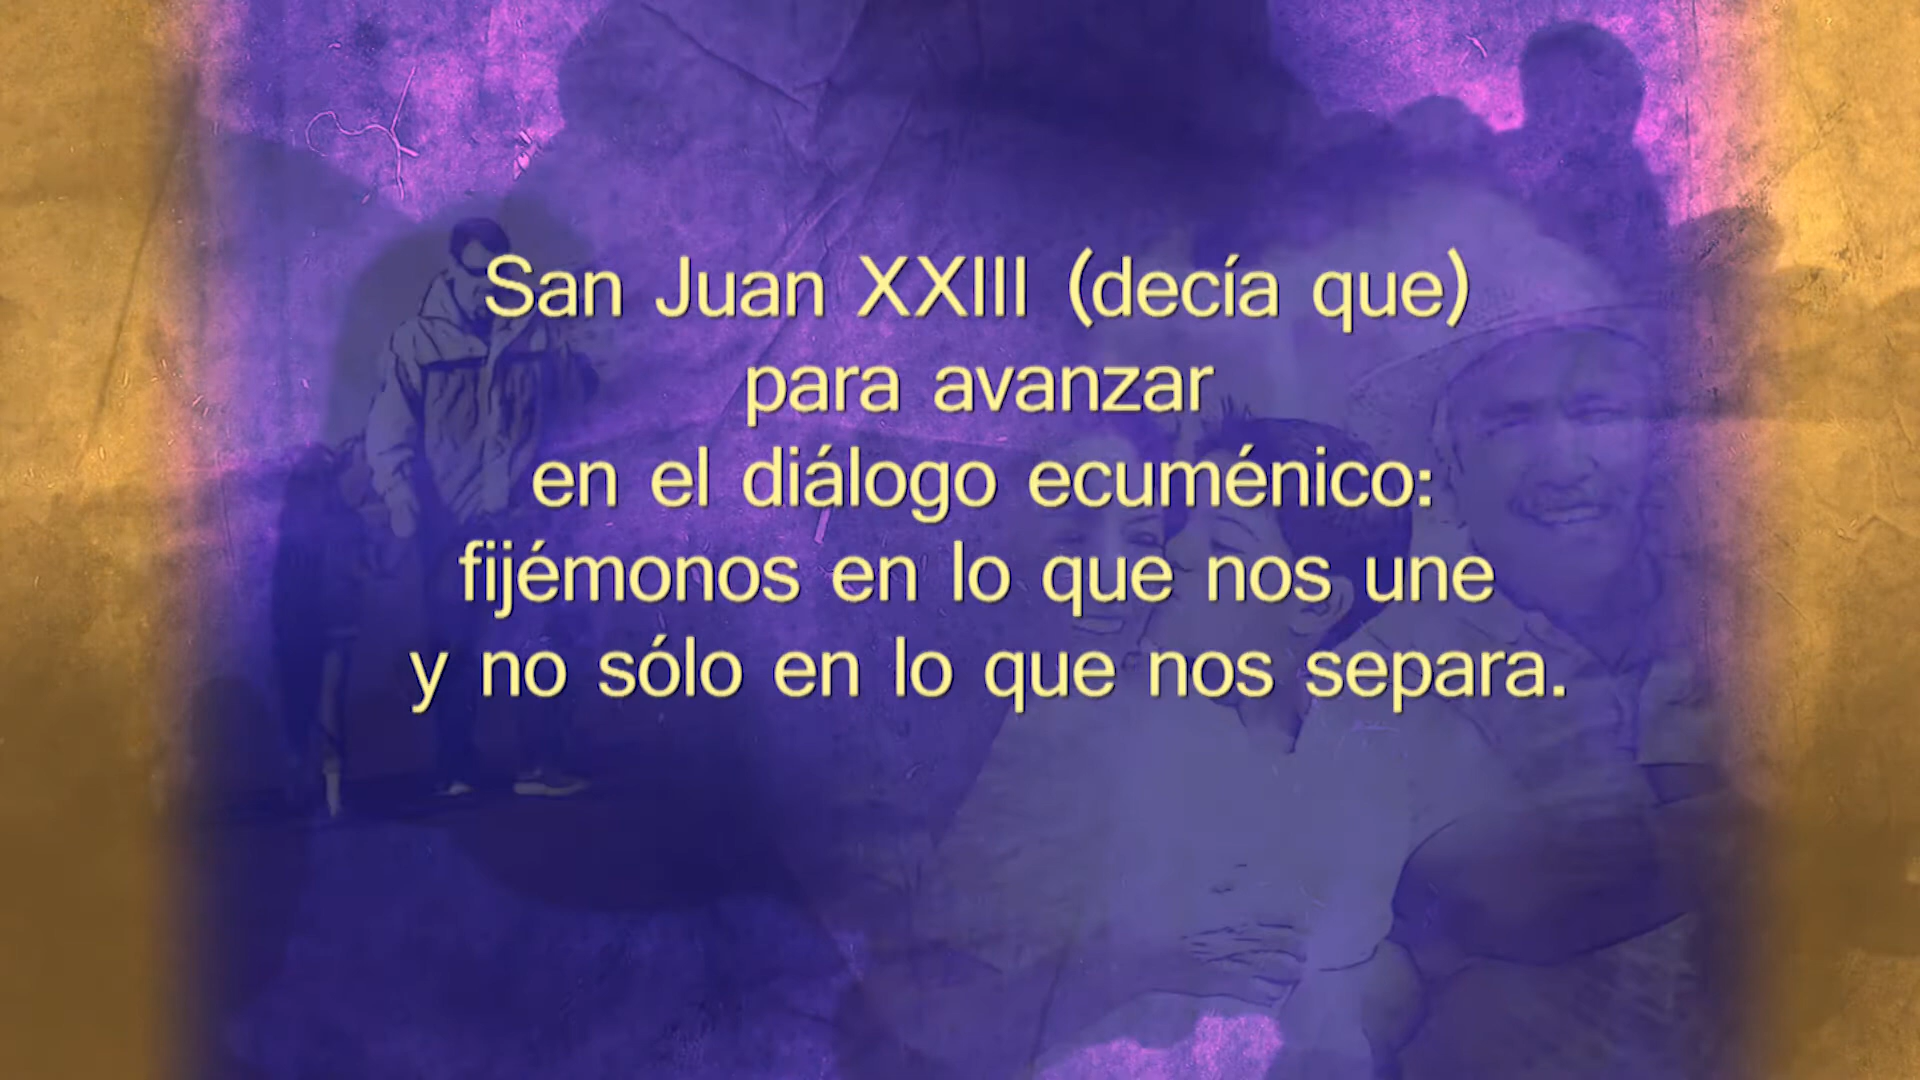 San Juan XXIII (decía que)
para avanzar
en el diálogo ecuménico:
fijémonos en lo que nos une
y no sólo en lo que nos separa.